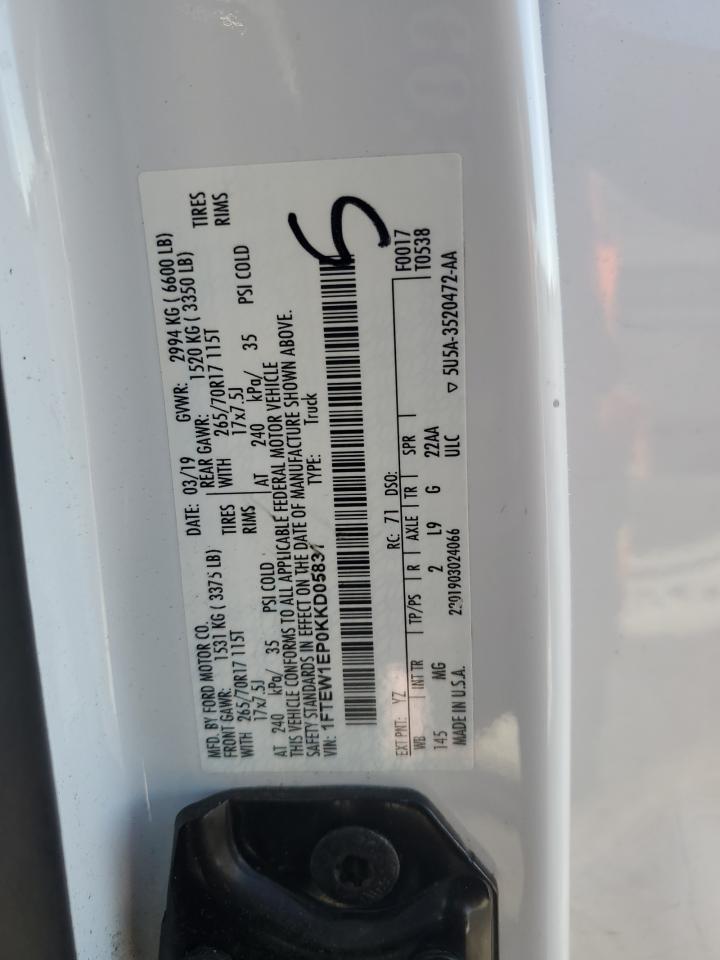 MFD. BY FORD MOTOR CO.
DATE: 03/19 GVWR: 2994 KG ( 6600 LB)
FRONT GAWR: 1531 KG ( 3375 LB) REAR GAWR: 1520 KG ( 3350 LB)
WITH 265/70R17 115T TIRES WITH 265/70R17 115T TIRES
17x7.5J RIMS 17x7.5J RIMS
AT 240 kPa/ 35 PSI COLD AT 240 kPa/ 35 PSI COLD
THIS VEHICLE CONFORMS TO ALL APPLICABLE FEDERAL MOTOR VEHICLE
SAFETY STANDARDS IN EFFECT ON THE DATE OF MANUFACTURE SHOWN ABOVE.
VIN: 1FTEW1EP0KKD05831 TYPE: Truck
5
F0017
T0538
EXT PNT: YZ RC: 71 DSO:
WB INT TR TP/PS R AXLE TR SPR
145 MG 2 L9 G 22AA
MADE IN U.S.A. 2201903024066 ULC
▽ 5U5A-3520472-AA